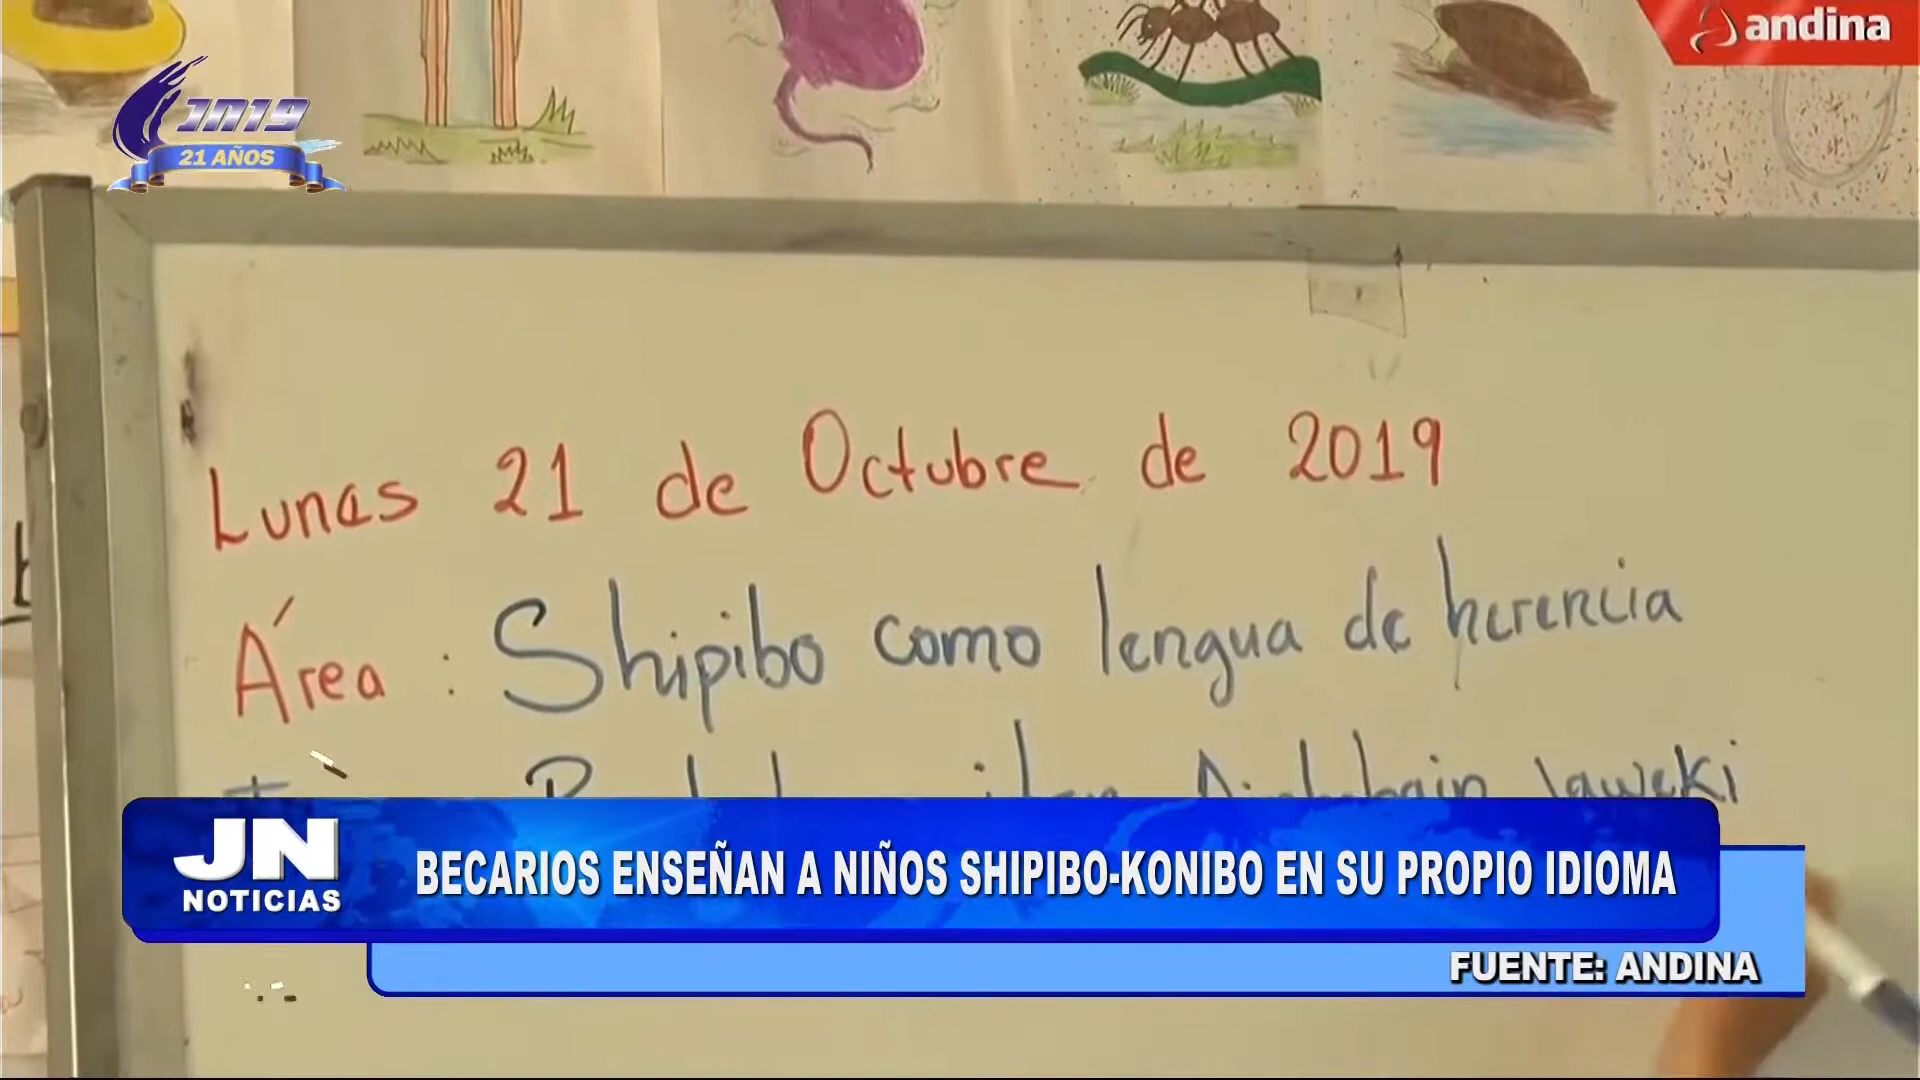 andina
JN19
21 AÑOS
Lunas 21 de Octubre de 2019
Área : Shipibo como lengua de herencia
JN
NOTICIAS
BECARIOS ENSEÑAN A NIÑOS SHIPIBO-KONIBO EN SU PROPIO IDIOMA
FUENTE: ANDINA